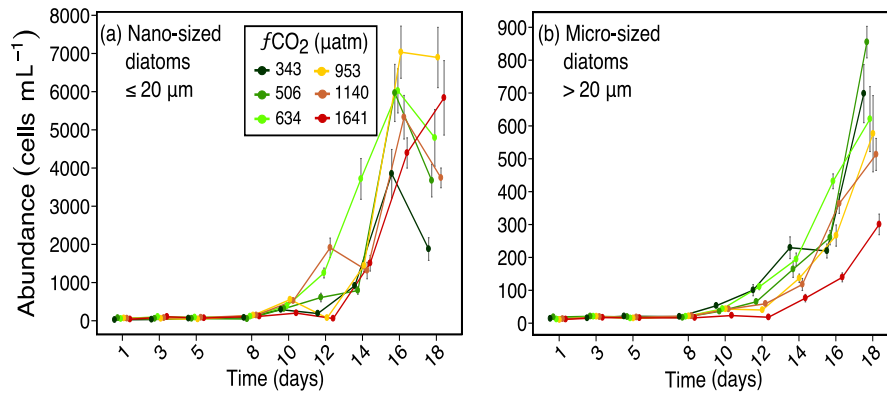 (a) Nano-sized
diatoms
≤ 20 µm
fCO2 (µatm)
343 953
506 1140
634 1641
Abundance (cells mL−1)
8000
7000
6000
5000
4000
3000
2000
1000
0
1 3 5 8 10 12 14 16 18
Time (days)
(b) Micro-sized
diatoms
> 20 µm
900
800
700
600
500
400
300
200
100
0
1 3 5 8 10 12 14 16 18
Time (days)